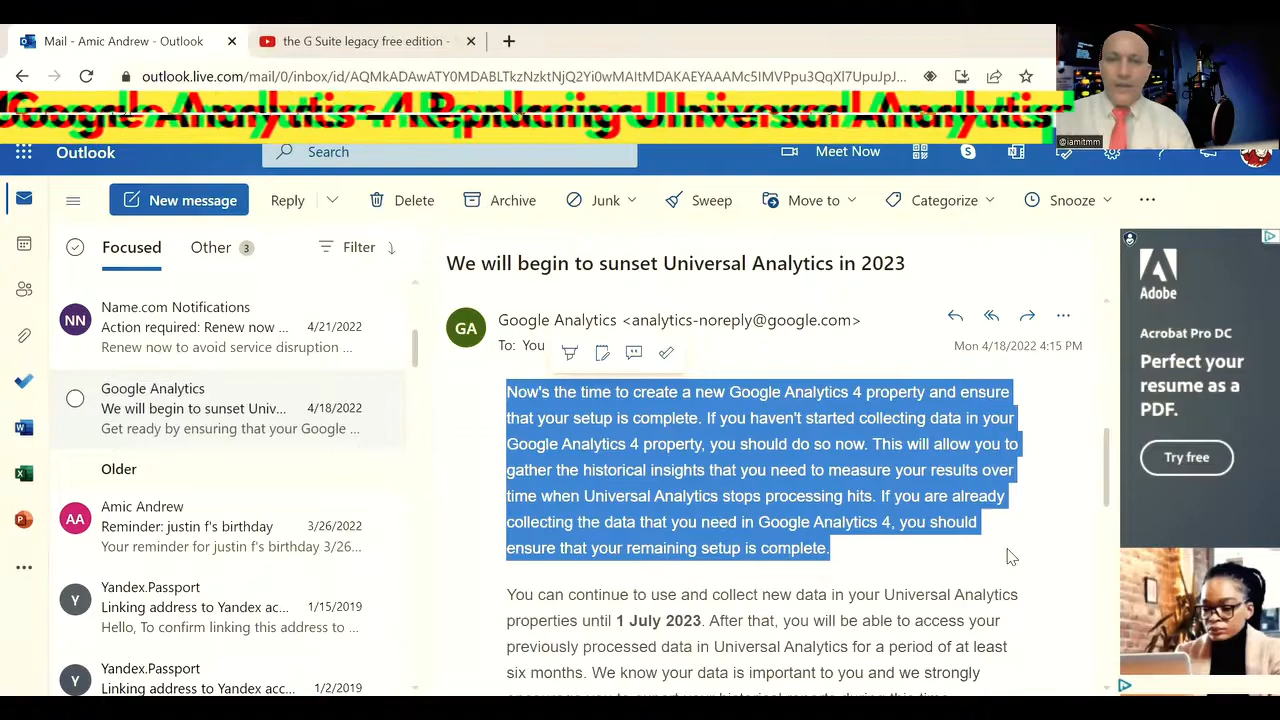 Mail - Amic Andrew - Outlook
the G Suite legacy free edition -
outlook.live.com/mail/0/inbox/id/AQMkADAwATY0MDABLTkzNzktNjQ2Yi0wMAItMDAKAEYAAAMc5IMVPpu3QqXl7UpuJpJ...
Google Analytics 4 Replacing Universal Analytics
@iamitmm
Outlook
Search
Meet Now
New message
Reply
Delete
Archive
Junk
Sweep
Move to
Categorize
Snooze
Focused
Other 3
Filter
NN
Name.com Notifications
Action required: Renew now ... 4/21/2022
Renew now to avoid service disruption ...
Google Analytics
We will begin to sunset Univ... 4/18/2022
Get ready by ensuring that your Google ...
Older
AA
Amic Andrew
Reminder: justin f's birthday 3/26/2022
Your reminder for justin f's birthday 3/26...
Y
Yandex.Passport
Linking address to Yandex acc... 1/15/2019
Hello, To confirm linking this address to ...
Y
Yandex.Passport
Linking address to Yandex acc... 1/2/2019
We will begin to sunset Universal Analytics in 2023
GA
Google Analytics <analytics-noreply@google.com>
To: You
Mon 4/18/2022 4:15 PM
Now's the time to create a new Google Analytics 4 property and ensure
that your setup is complete. If you haven't started collecting data in your
Google Analytics 4 property, you should do so now. This will allow you to
gather the historical insights that you need to measure your results over
time when Universal Analytics stops processing hits. If you are already
collecting the data that you need in Google Analytics 4, you should
ensure that your remaining setup is complete.
You can continue to use and collect new data in your Universal Analytics
properties until 1 July 2023. After that, you will be able to access your
previously processed data in Universal Analytics for a period of at least
six months. We know your data is important to you and we strongly
Adobe
Acrobat Pro DC
Perfect your
resume as a
PDF.
Try free